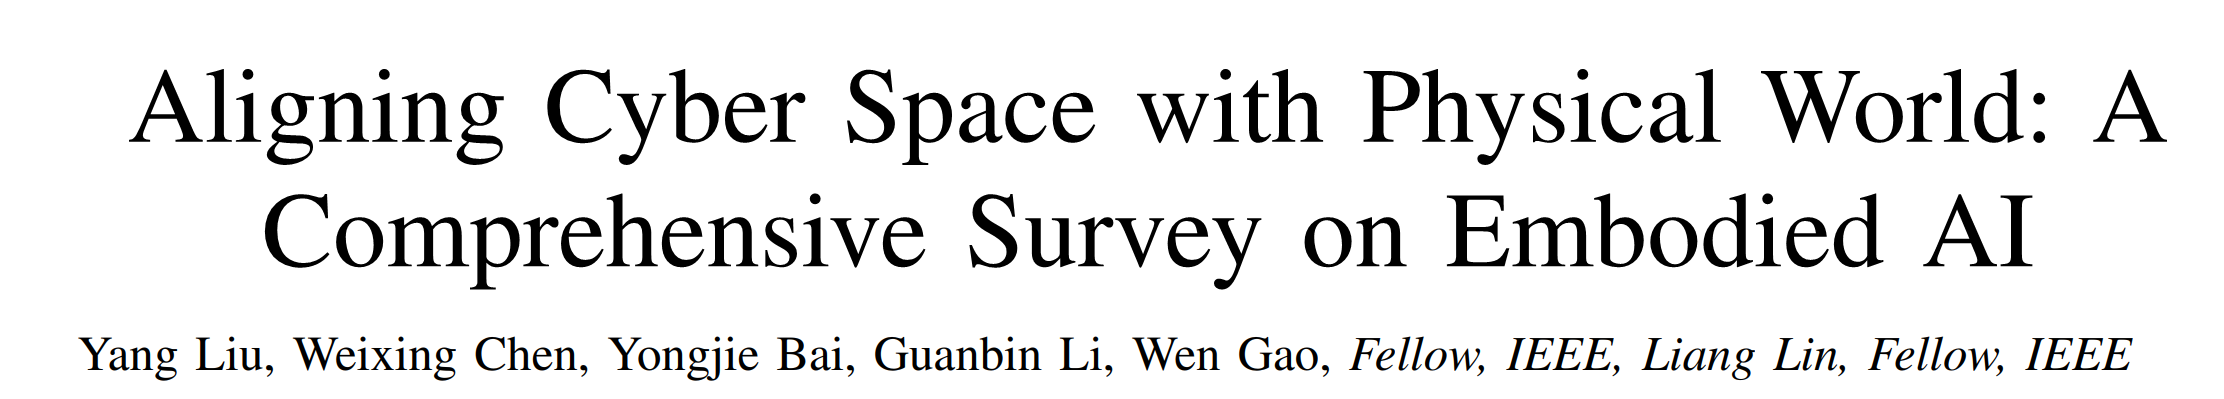 Aligning Cyber Space with Physical World: A
Comprehensive Survey on Embodied AI
Yang Liu, Weixing Chen, Yongjie Bai, Guanbin Li, Wen Gao, Fellow, IEEE, Liang Lin, Fellow, IEEE